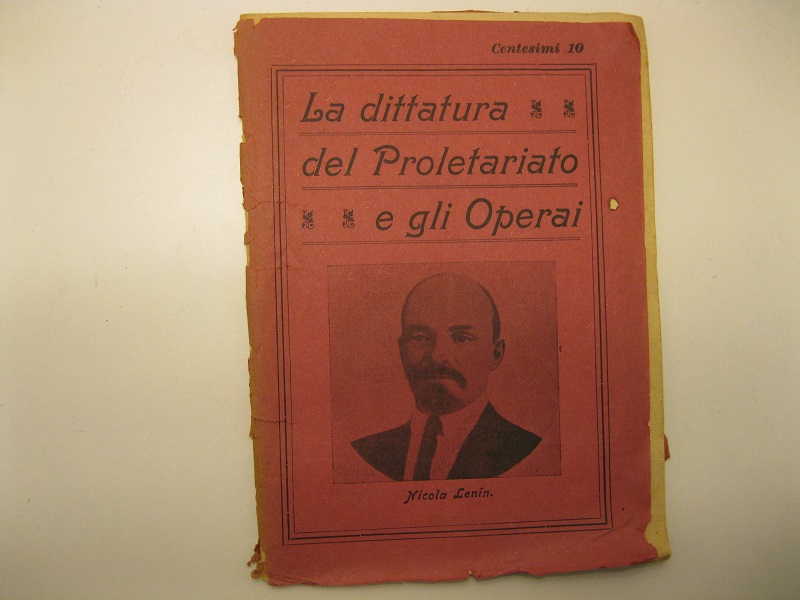 Centesimi 10
La dittatura
del Proletariato
e gli Operai
Nicola Lenin.